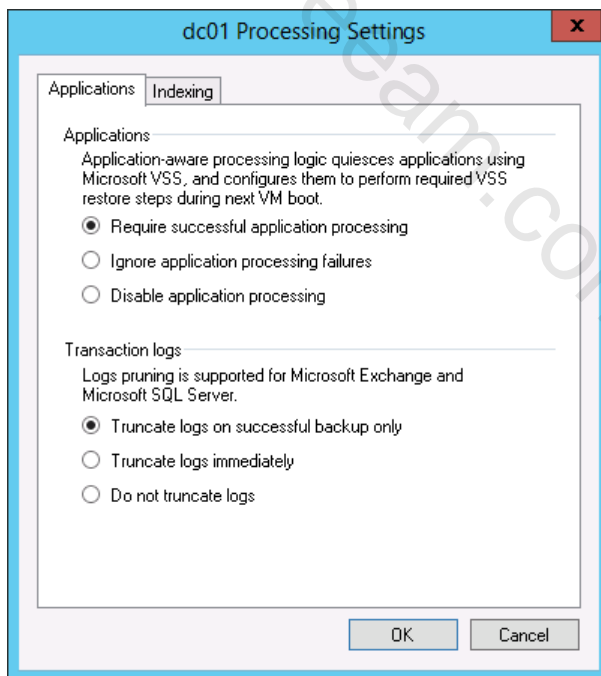 dc01 Processing Settings
x
Applications
Indexing
Applications
Application-aware processing logic quiesces applications using
Microsoft VSS, and configures them to perform required VSS
restore steps during next VM boot.
Require successful application processing
Ignore application processing failures
Disable application processing
Transaction logs
Logs pruning is supported for Microsoft Exchange and
Microsoft SQL Server.
Truncate logs on successful backup only
Truncate logs immediately
Do not truncate logs
OK
Cancel
eeam.com